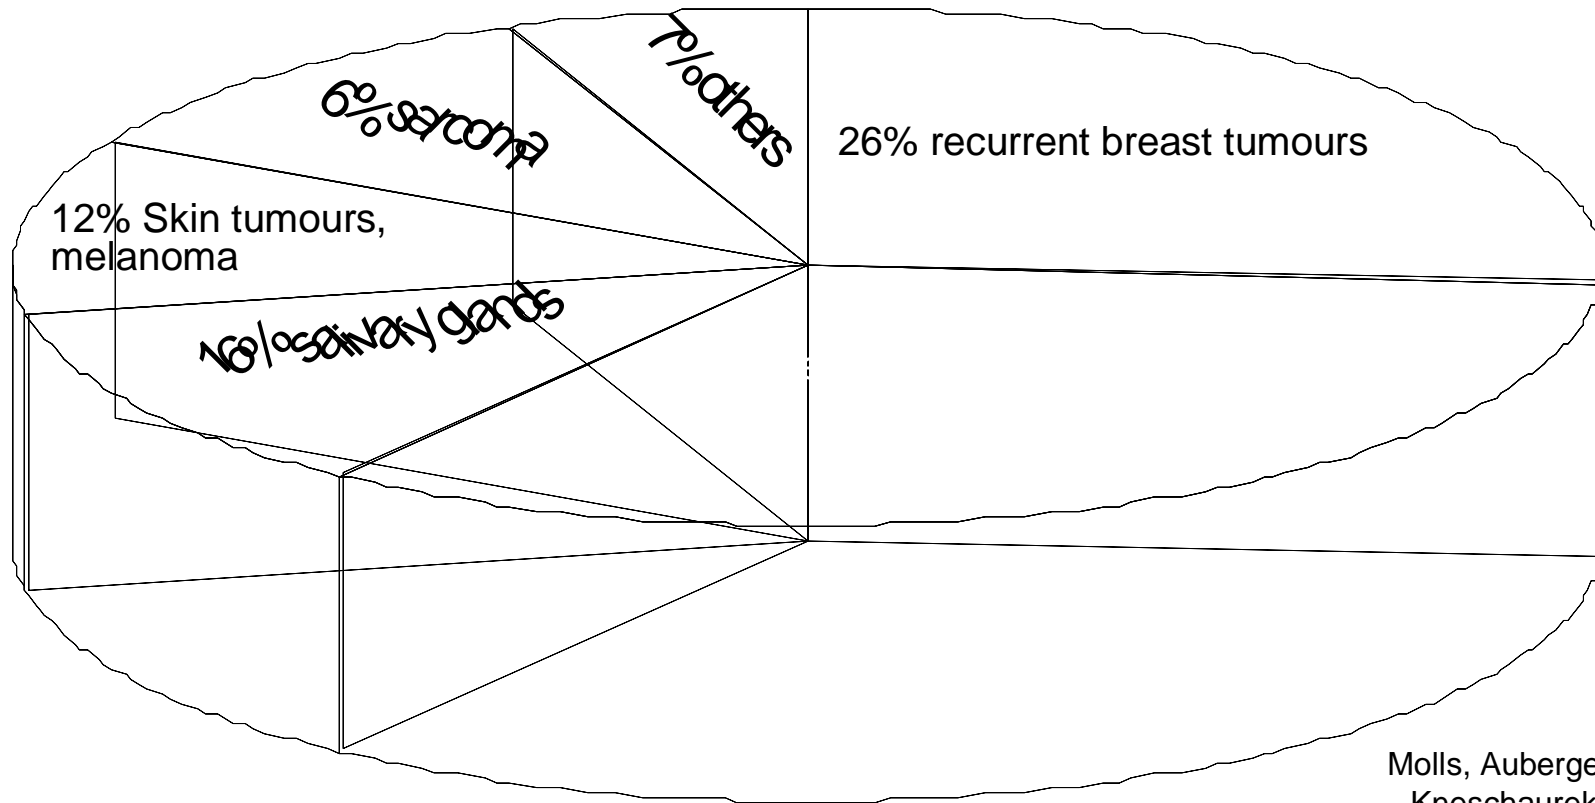 7% others
6% sarcoma
26% recurrent breast tumours
12% Skin tumours,
melanoma
16% salivary glands
Molls, Auberge
Kneschaurek